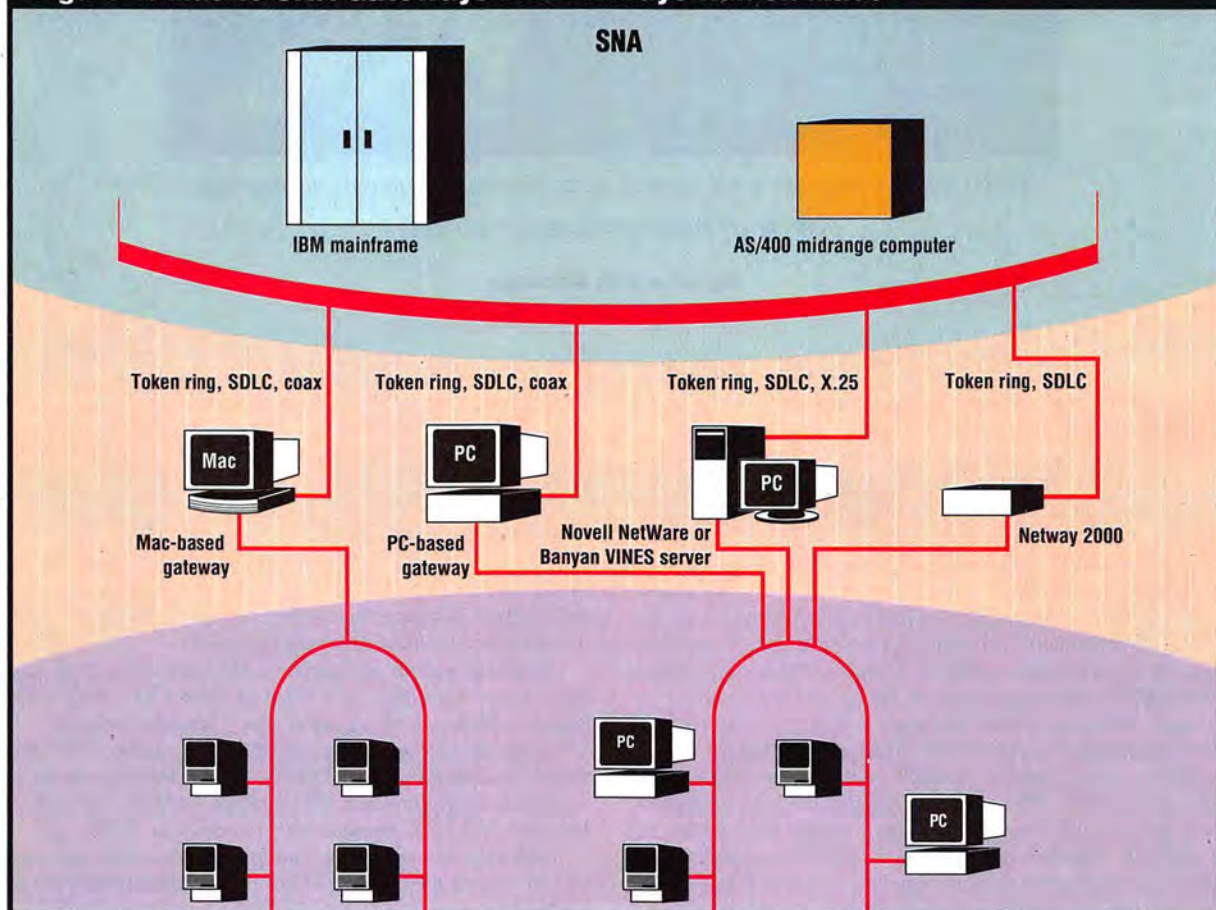 SNA
IBM mainframe
AS/400 midrange computer
Token ring, SDLC, coax
Token ring, SDLC, coax
Token ring, SDLC, X.25
Token ring, SDLC
Mac
PC
PC
Mac-based
gateway
PC-based
gateway
Novell NetWare or
Banyan VINES server
Netway 2000
PC
PC